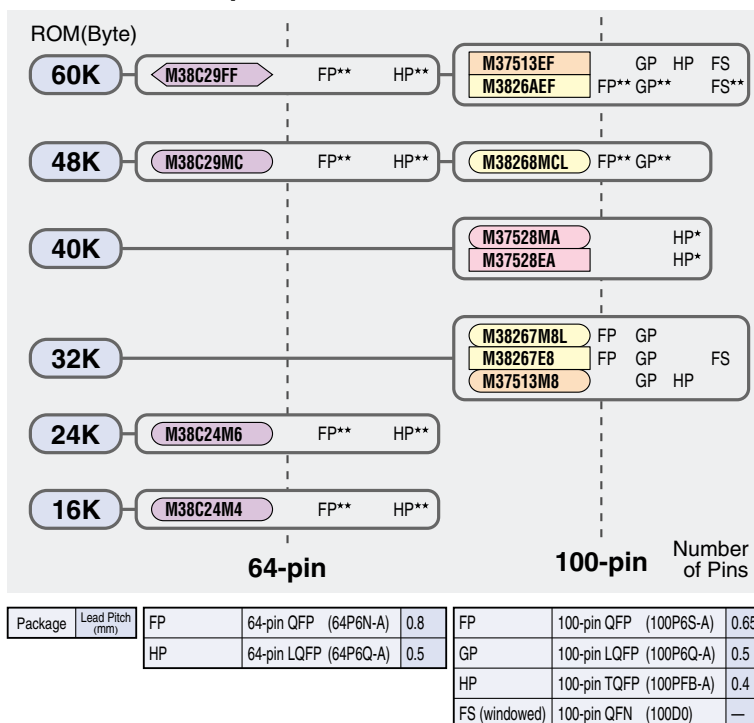 ROM(Byte)
60K M38C29FF FP★★ HP★★ M37513EF GP HP FS
M3826AEF FP★★ GP★★ FS★★
48K M38C29MC FP★★ HP★★ M38268MCL FP★★ GP★★
40K M37528MA HP★
M37528EA HP★
M38267M8L FP GP
32K M38267E8 FP GP FS
M37513M8 GP HP
24K M38C24M6 FP★★ HP★★
16K M38C24M4 FP★★ HP★★
64-pin 100-pin Number
of Pins
Package Lead Pitch
(mm)
FP 64-pin QFP (64P6N-A) 0.8
HP 64-pin LQFP (64P6Q-A) 0.5
FP 100-pin QFP (100P6S-A) 0.65
GP 100-pin LQFP (100P6Q-A) 0.5
HP 100-pin TQFP (100PFB-A) 0.4
FS (windowed) 100-pin QFN (100D0) —